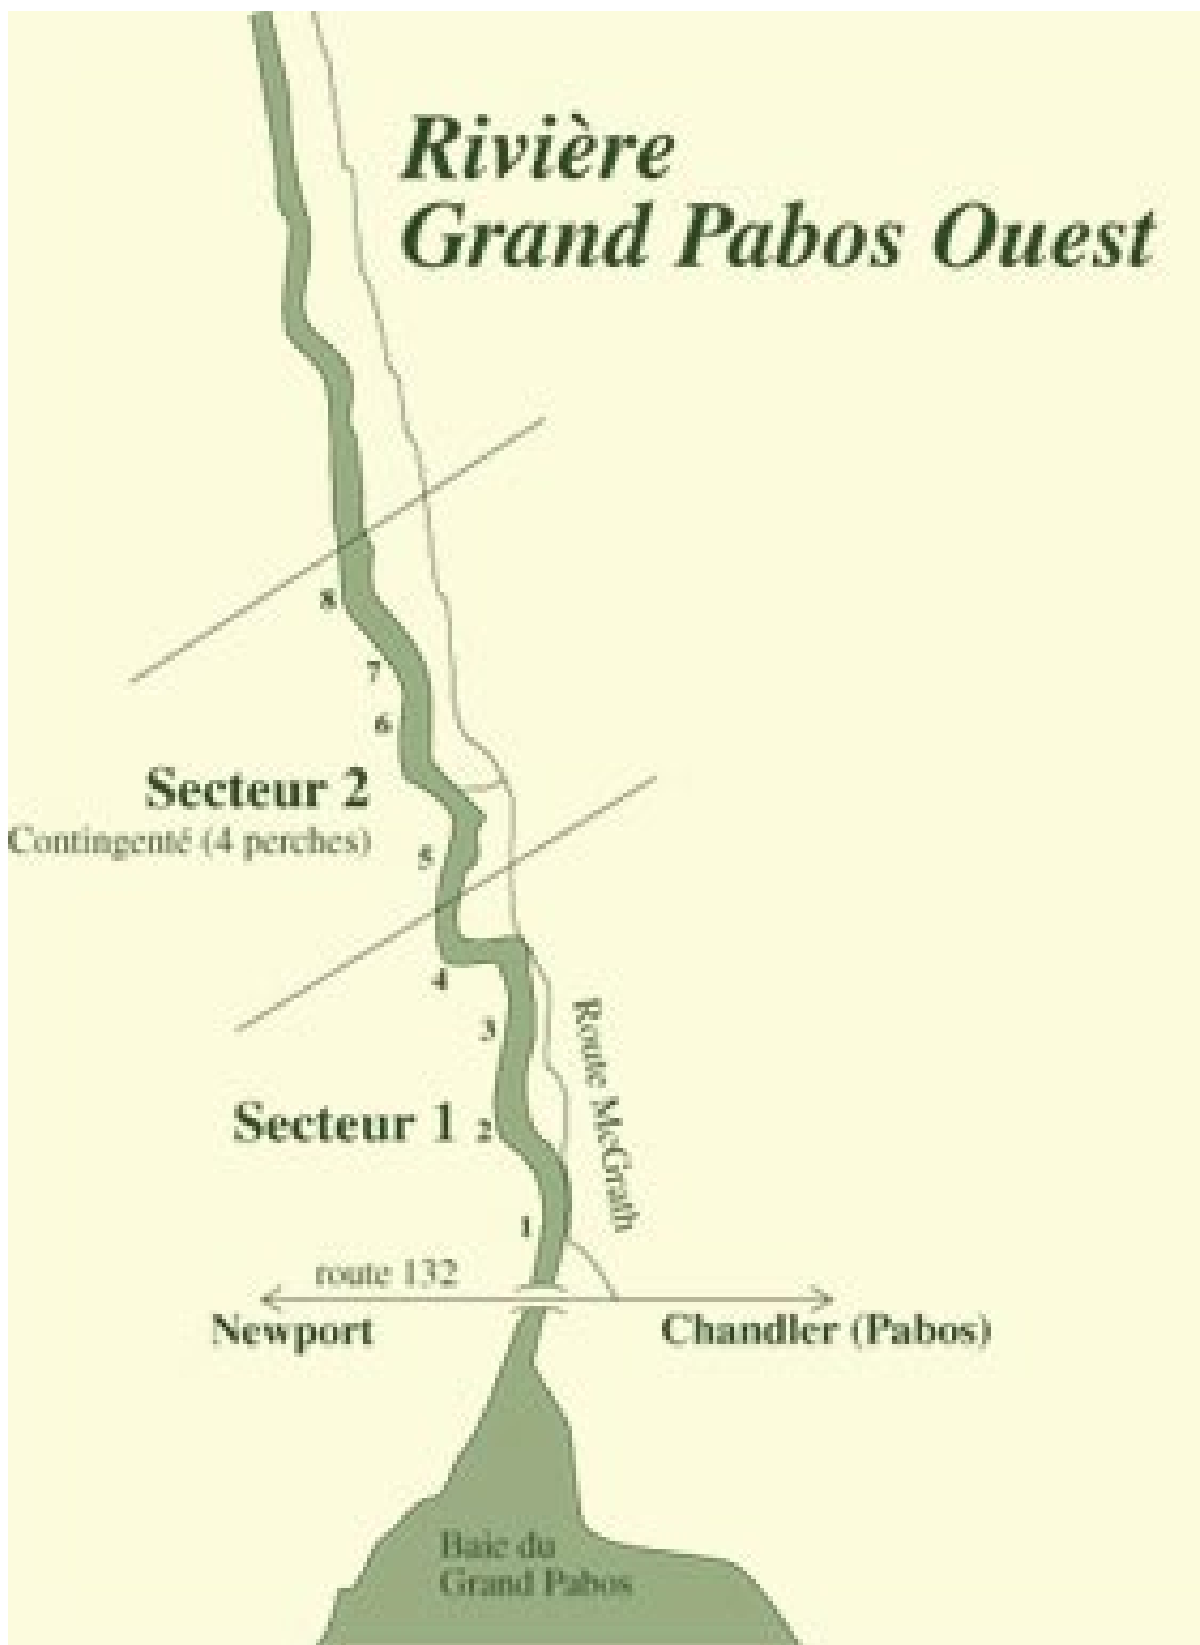 Rivière
Grand Pabos Ouest
8
7
6
Secteur 2
Contingenté (4 perches)
5
4
3
Route McGrath
Secteur 1
2
1
route 132
Newport
Chandler (Pabos)
Baie du
Grand Pabos